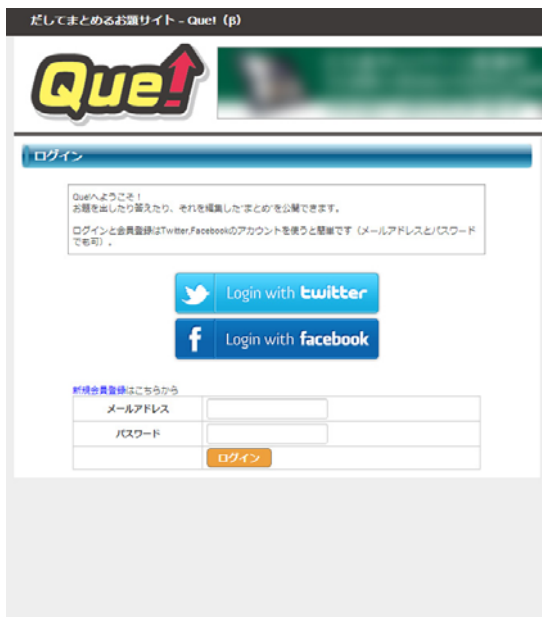 だしてまとめるお題サイト - Que! (β)
Que!
ログイン
Que!へようこそ！
お題を出したり答えたり、それを編集した"まとめ"を公開できます。
ログインと会員登録はTwitter,Facebookのアカウントを使うと簡単です（メールアドレスとパスワード
でも可）。
Login with twitter
Login with facebook
新規会員登録はこちらから
メールアドレス
パスワード
ログイン